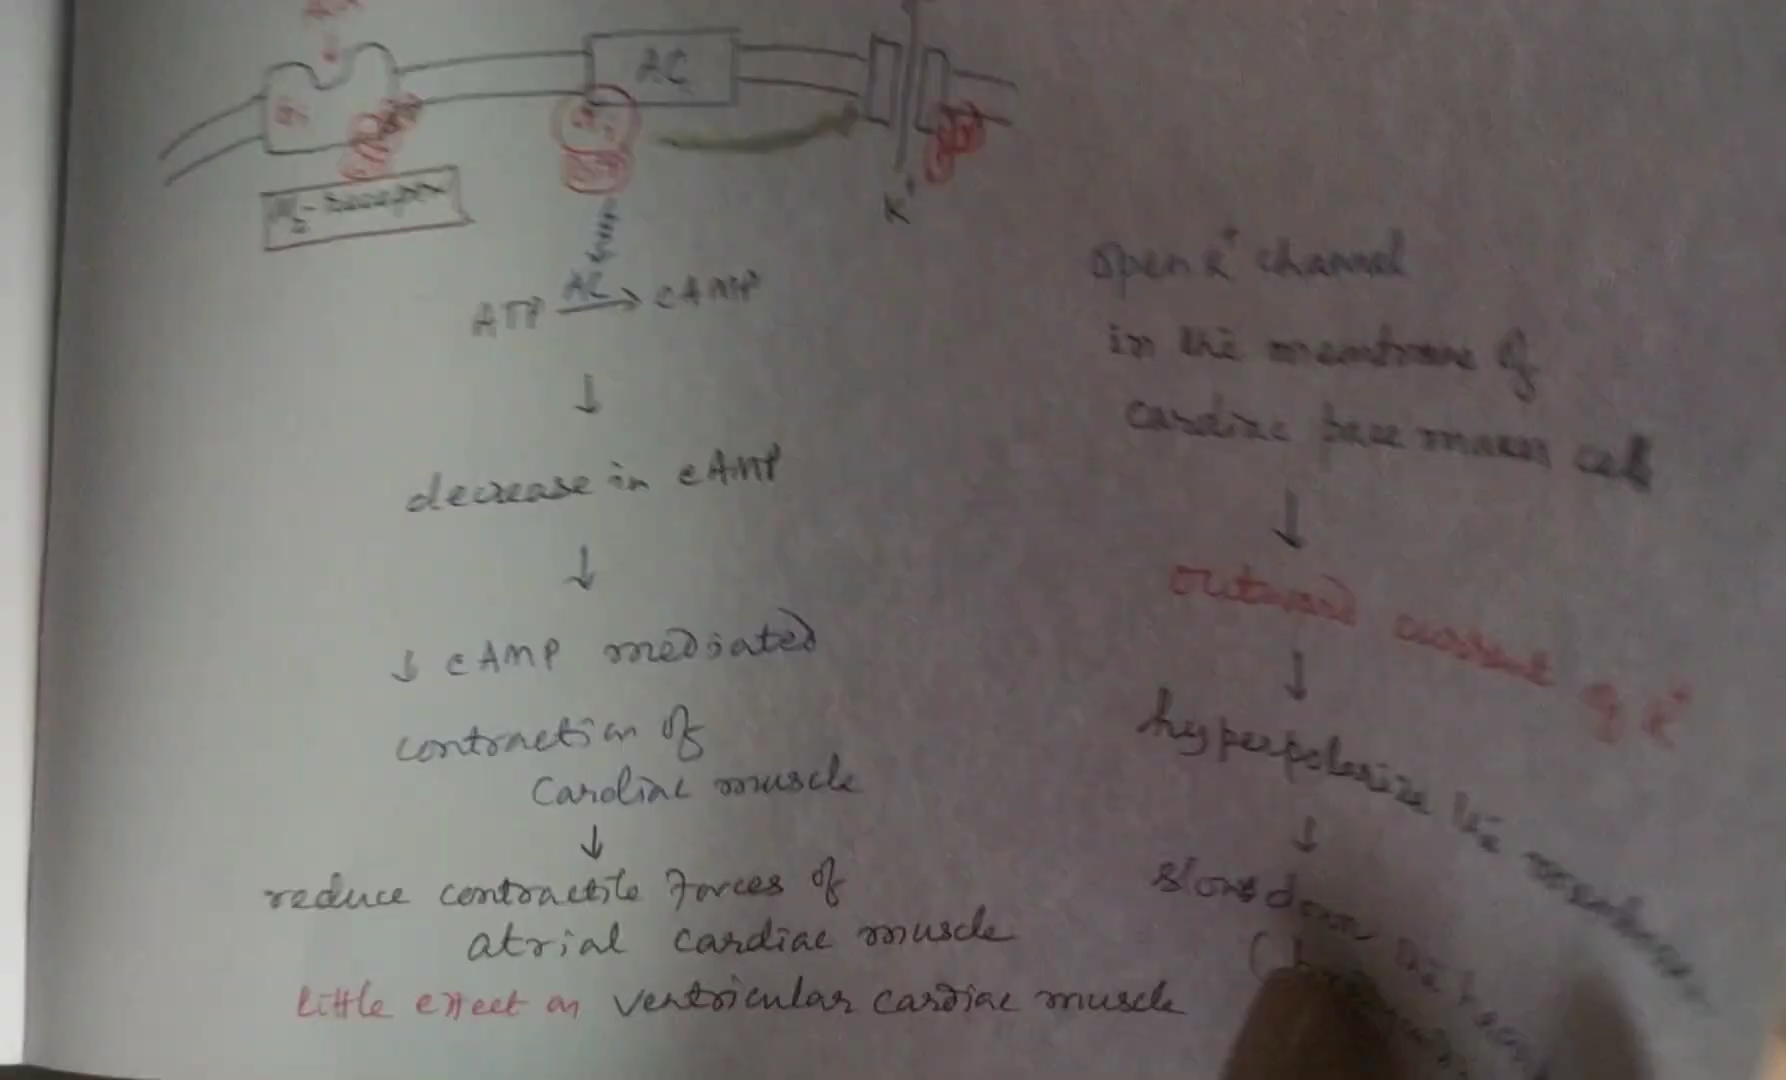 AC
M2-receptor
K+
ATP AC → cAMP
↓
decrease in cAMP
↓
↓ cAMP mediated
contraction of
cardiac muscle
↓
reduce contractile forces of
atrial cardiac muscle
little effect on ventricular cardiac muscle
open K+ channel
in the membrane of
cardiac pace maker cell
↓
outward current of K+
↓
hyperpolarize the membrane
↓
slows down the